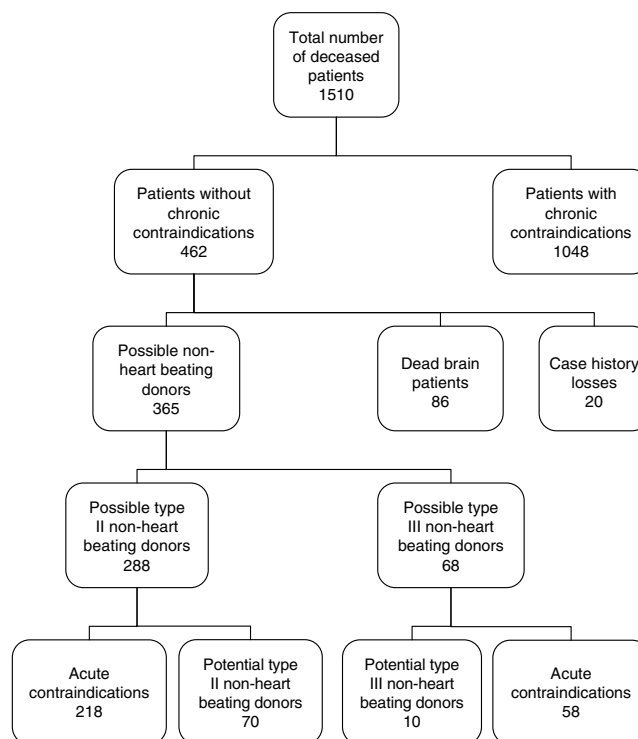 Total number
of deceased
patients
1510
Patients without
chronic
contraindications
462
Patients with
chronic
contraindications
1048
Possible non-
heart beating
donors
365
Dead brain
patients
86
Case history
losses
20
Possible type
II non-heart
beating donors
288
Possible type
III non-heart
beating donors
68
Acute
contraindications
218
Potential type
II non-heart
beating donors
70
Potential type
III non-heart
beating donors
10
Acute
contraindications
58